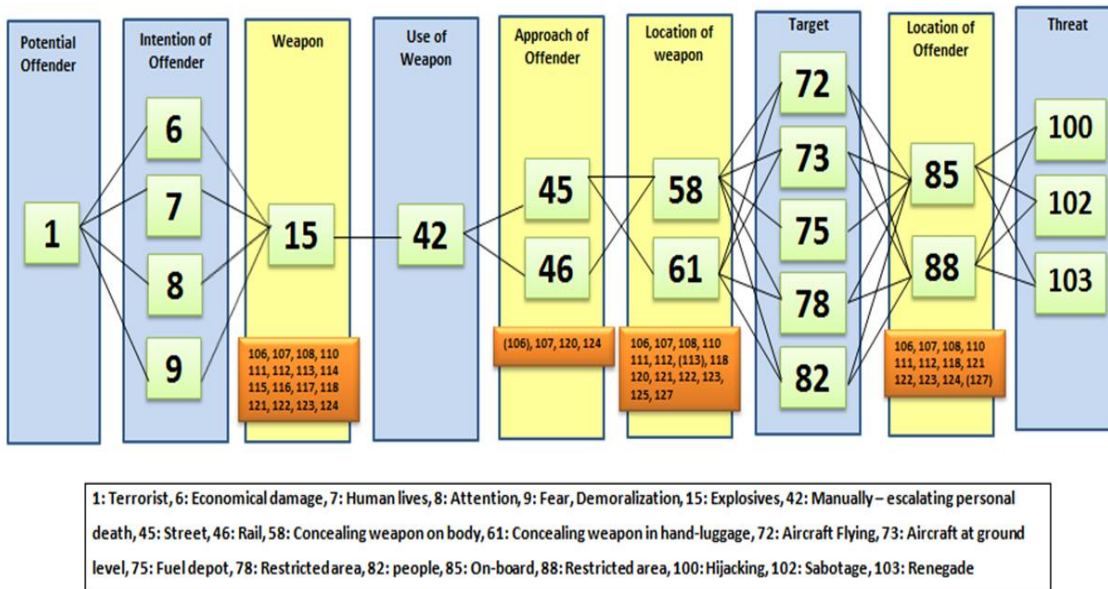 Potential Offender
Intention of Offender
Weapon
Use of Weapon
Approach of Offender
Location of weapon
Target
Location of Offender
Threat
1
6
7
8
9
15
106, 107, 108, 110
111, 112, 113, 114
115, 116, 117, 118
121, 122, 123, 124
42
45
46
(106), 107, 120, 124
58
61
106, 107, 108, 110
111, 112, (113), 118
120, 121, 122, 123,
125, 127
72
73
75
78
82
85
88
106, 107, 108, 110
111, 112, 118, 121
122, 123, 124, (127)
100
102
103
1: Terrorist, 6: Economical damage, 7: Human lives, 8: Attention, 9: Fear, Demoralization, 15: Explosives, 42: Manually – escalating personal
death, 45: Street, 46: Rail, 58: Concealing weapon on body, 61: Concealing weapon in hand-luggage, 72: Aircraft Flying, 73: Aircraft at ground
level, 75: Fuel depot, 78: Restricted area, 82: people, 85: On-board, 88: Restricted area, 100: Hijacking, 102: Sabotage, 103: Renegade